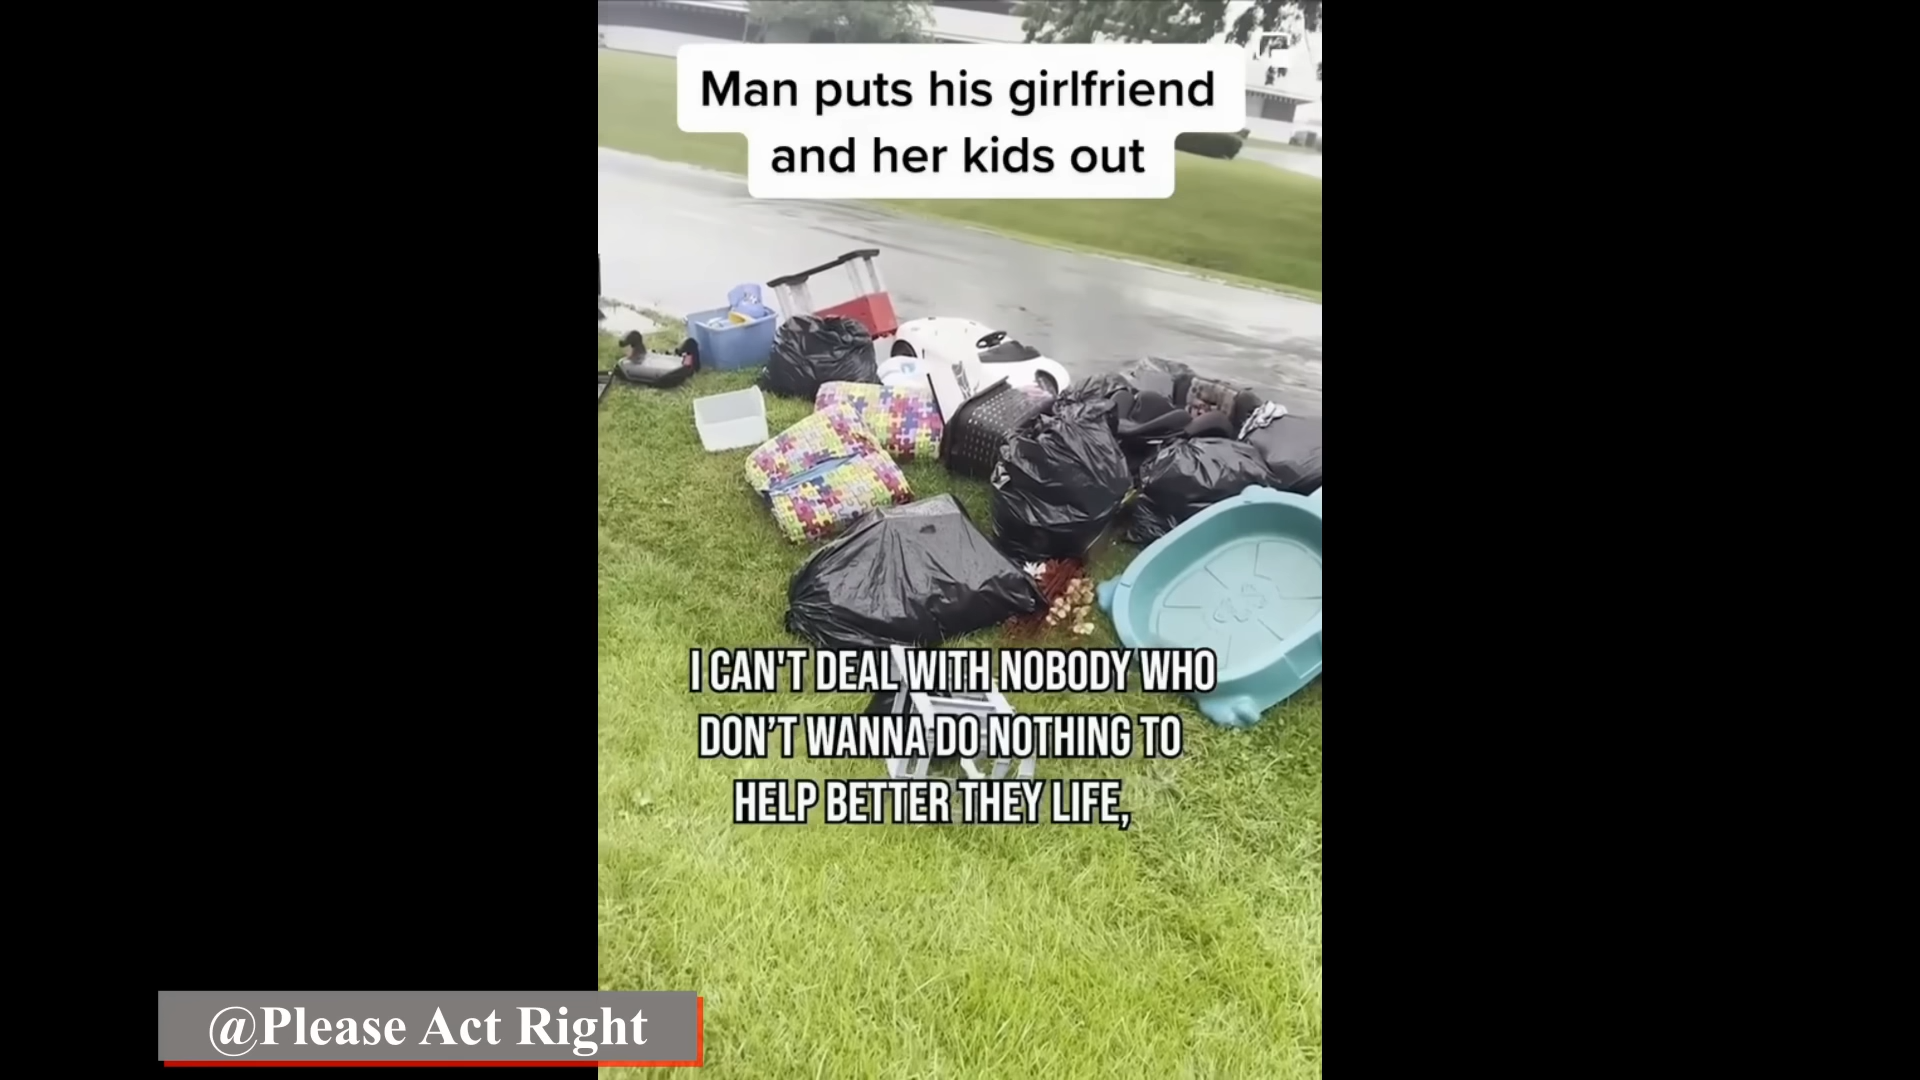 Man puts his girlfriend
and her kids out
I CAN'T DEAL WITH NOBODY WHO
DON’T WANNA DO NOTHING TO
HELP BETTER THEY LIFE,
@Please Act Right